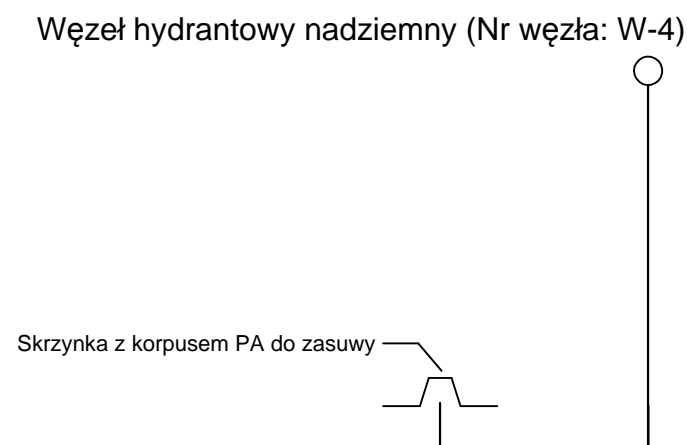 Węzeł hydrantowy nadziemny (Nr węzła: W-4)
Skrzynka z korpusem PA do zasuwy